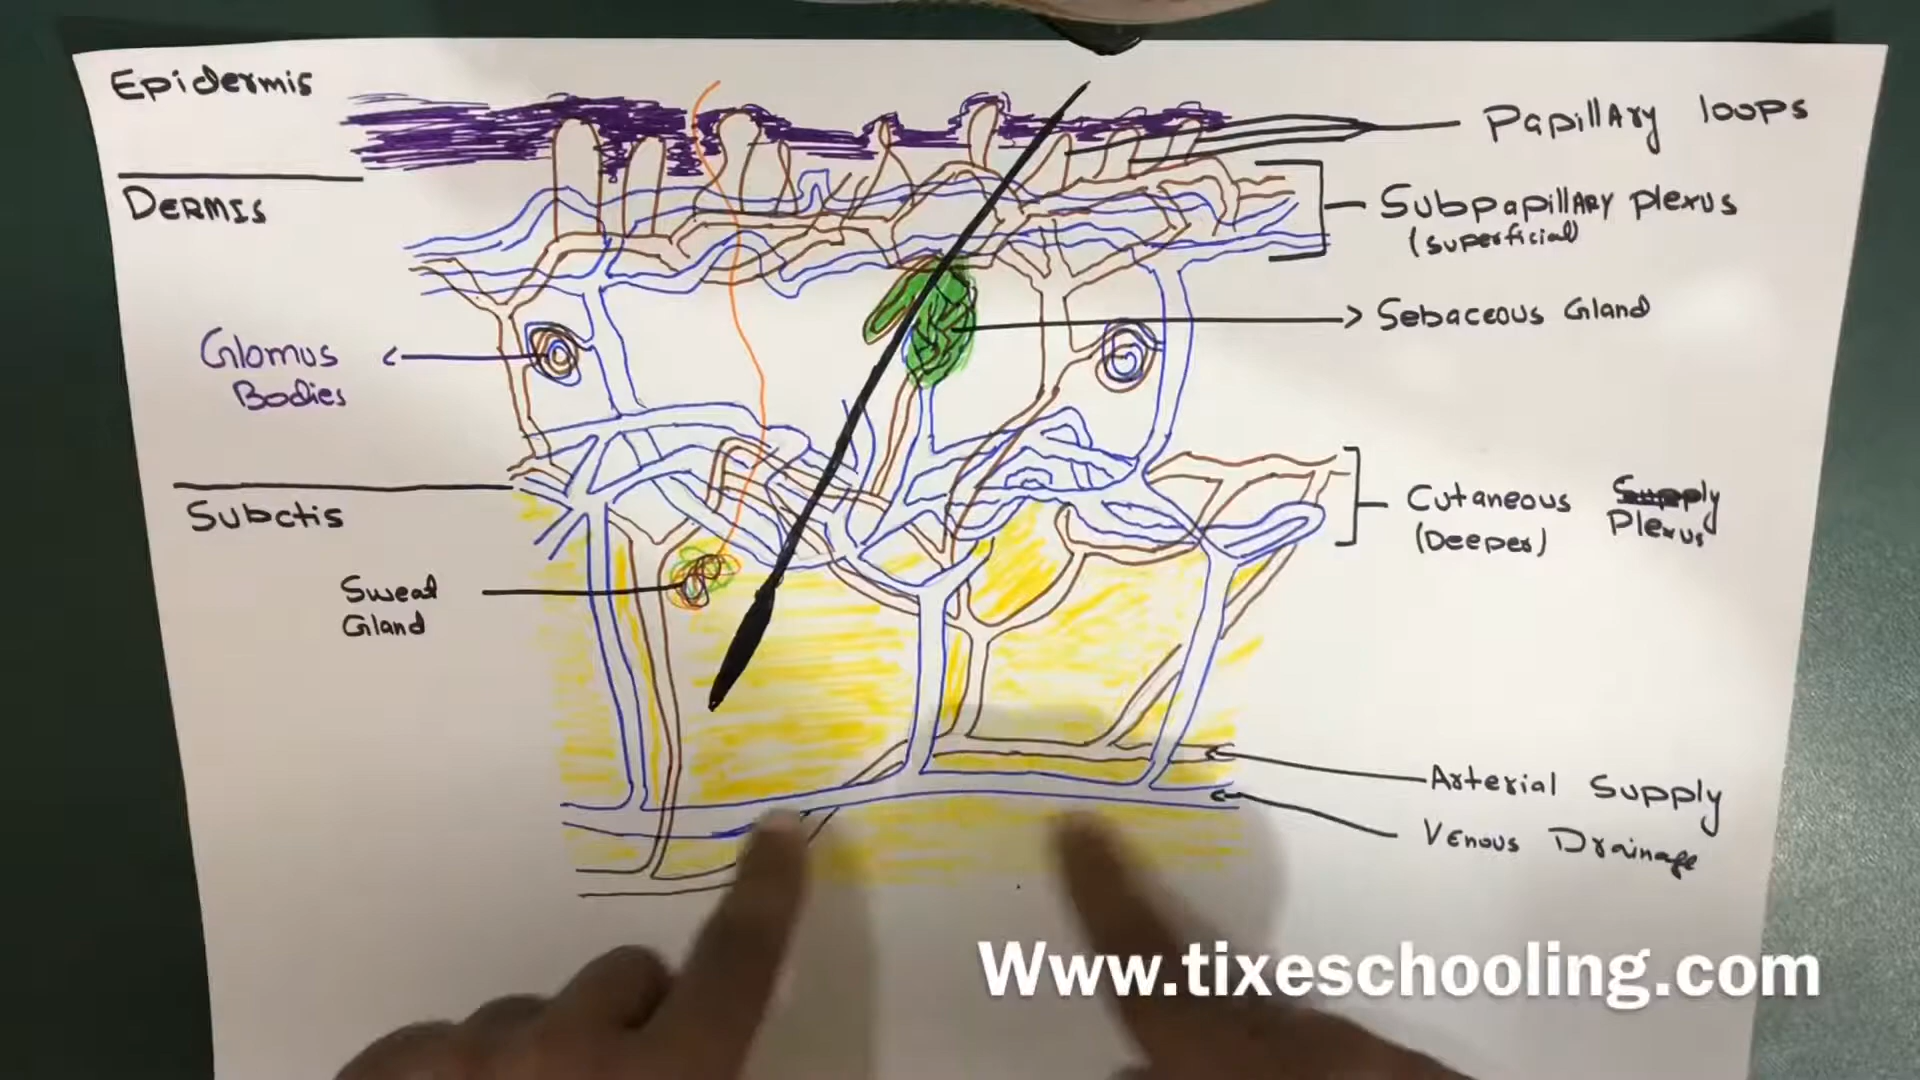 Epidermis
DERMIS
Glomus
Bodies
Subctis
Sweat
Gland
Papillary loops
Subpapillary plexus
(superficial)
Sebaceous Gland
Cutaneous Supply
Plexus
(Deeper)
Arterial Supply
Venous Drainage
Www.tixeschooling.com